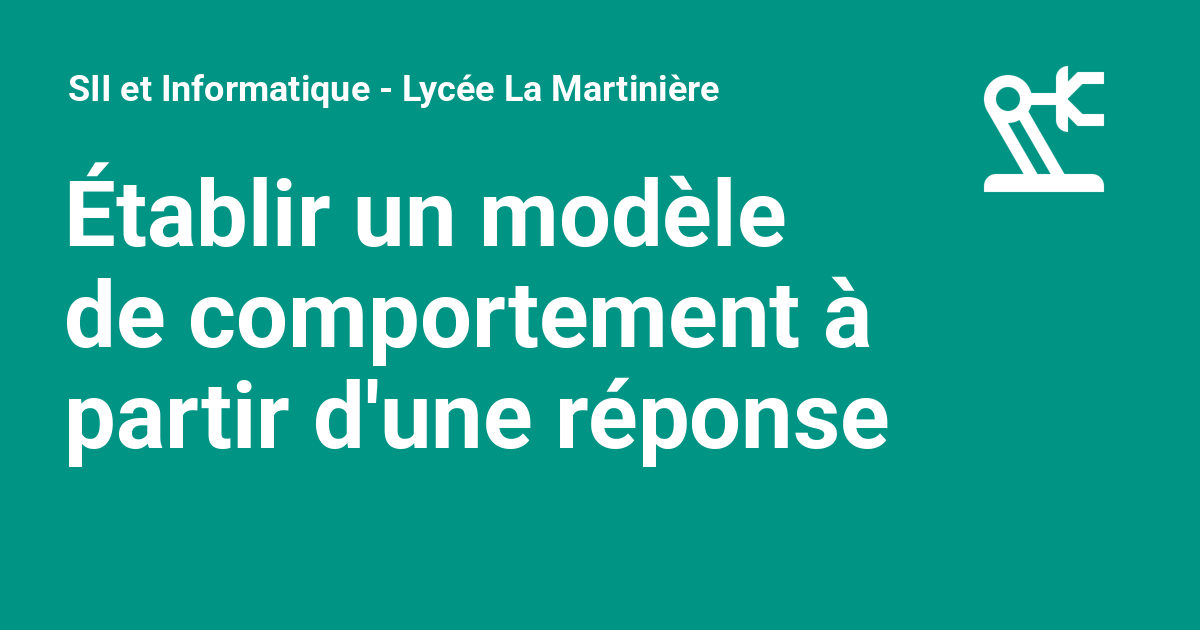 SII et Informatique - Lycée La Martinière
Établir un modèle
de comportement à
partir d'une réponse